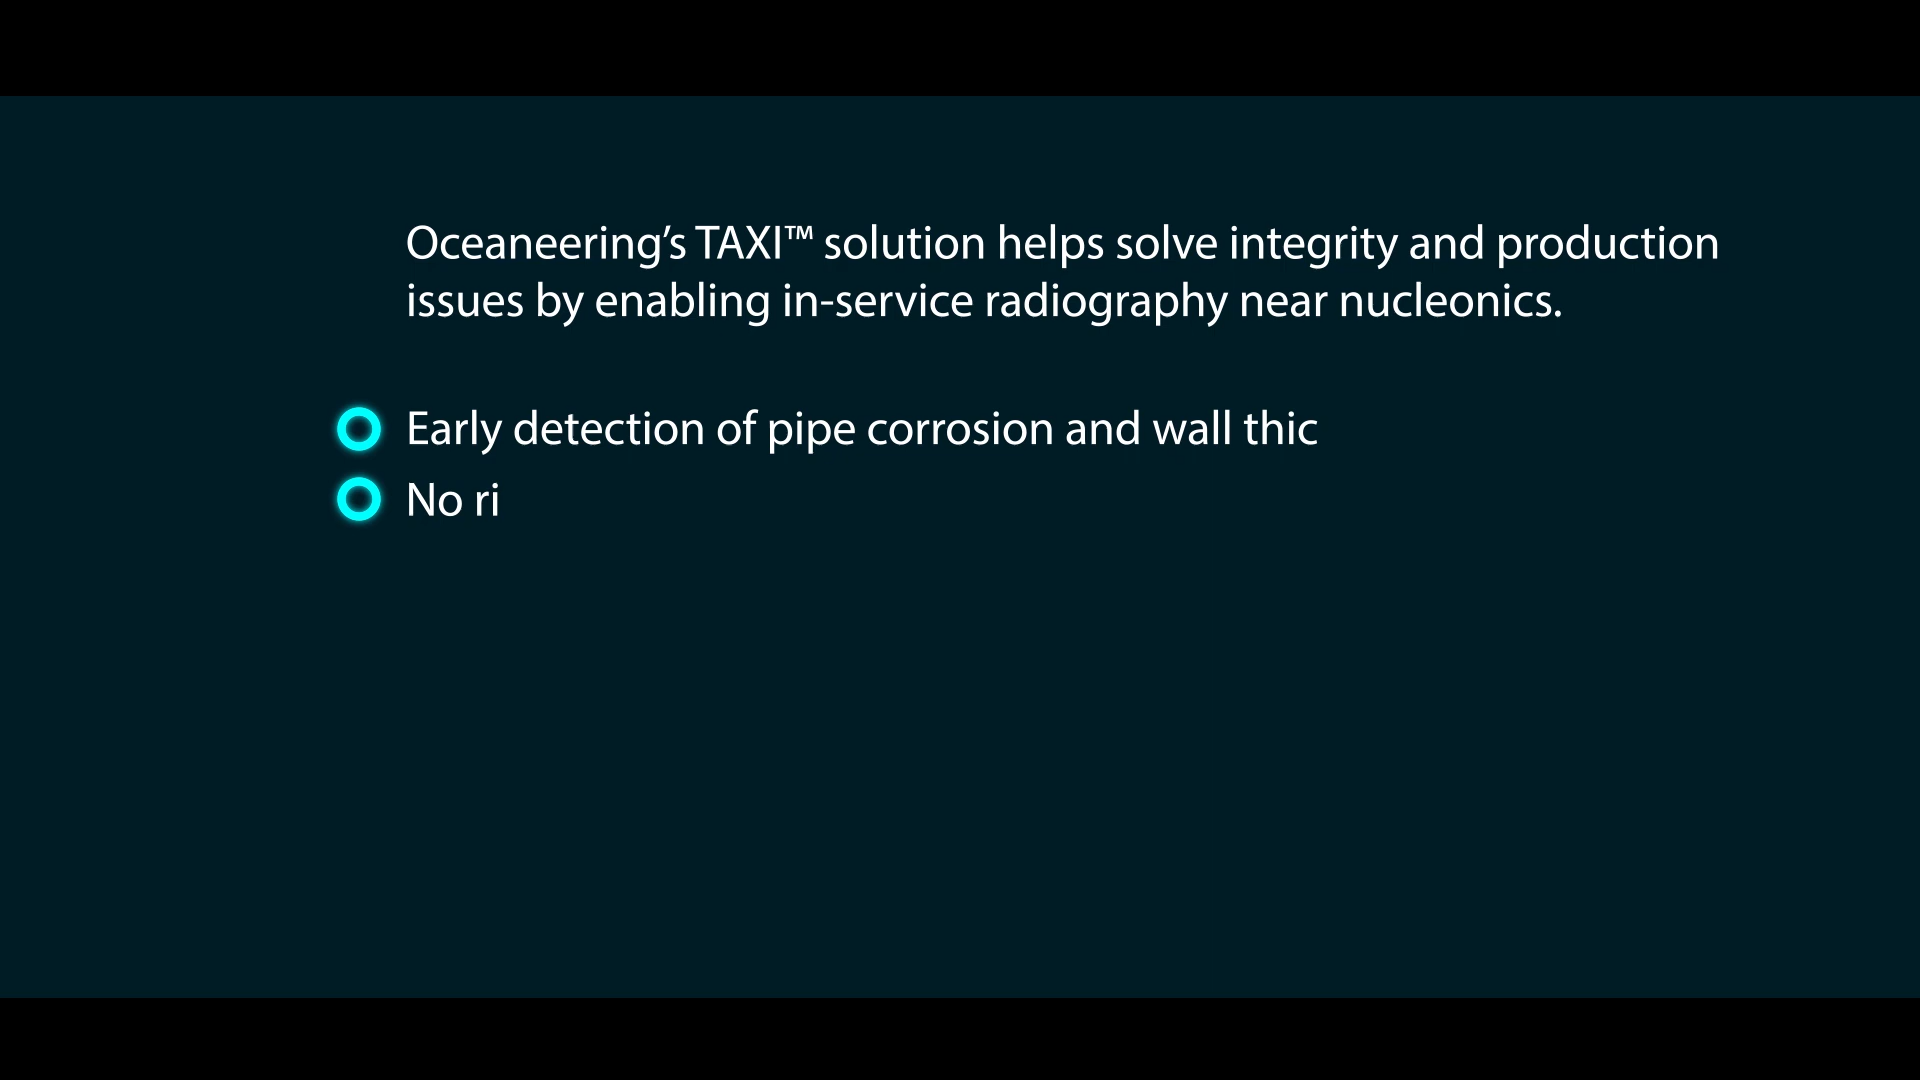 Oceaneering’s TAXI™ solution helps solve integrity and production
issues by enabling in-service radiography near nucleonics.
Early detection of pipe corrosion and wall thic
No ri